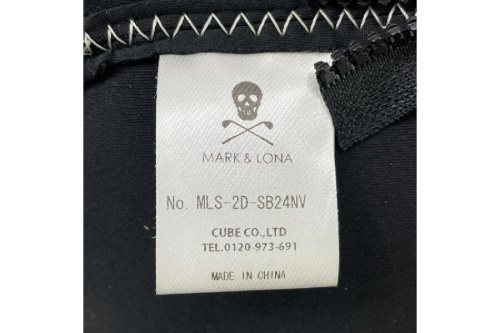 MARK & LONA
No. MLS-2D-SB24NV
CUBE CO.,LTD
TEL.0120-973-691
MADE IN CHINA